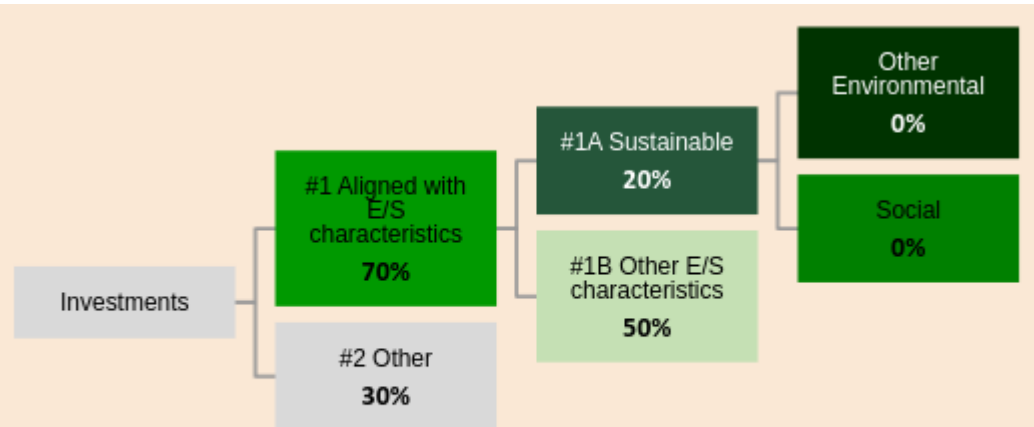 Investments
#1 Aligned with
E/S
characteristics
70%
#2 Other
30%
#1A Sustainable
20%
#1B Other E/S
characteristics
50%
Other
Environmental
0%
Social
0%